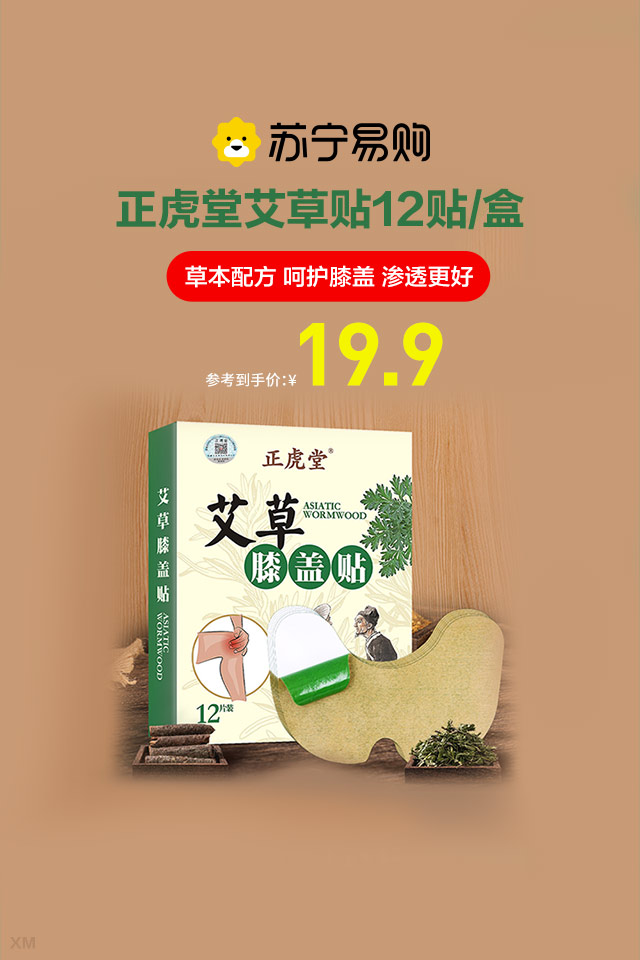 苏宁易购
正虎堂艾草贴12贴/盒
草本配方 呵护膝盖 渗透更好
参考到手价:¥19.9
正虎堂®
艾草
ASIATIC
WORMWOOD
膝盖贴
12片装
艾草膝盖贴
ASIATIC
WORMWOOD
XM